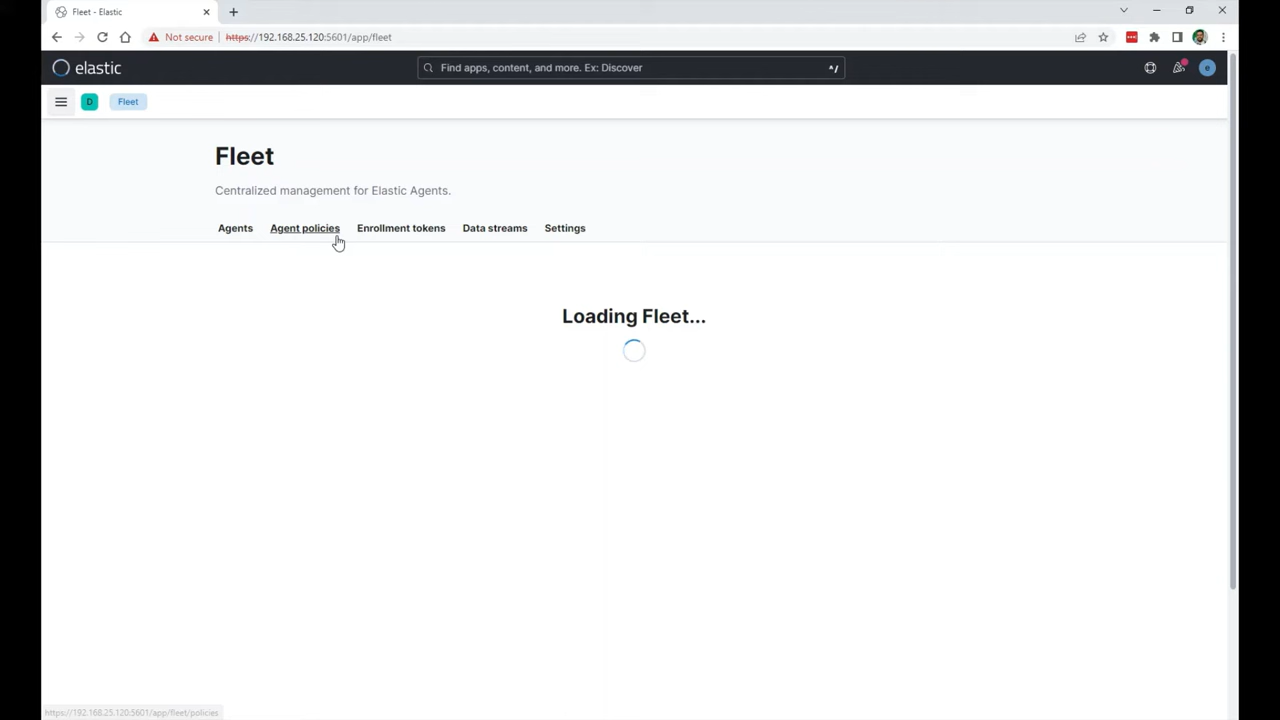 Fleet - Elastic
Not secure
https://192.168.25.120:5601/app/fleet
elastic
Find apps, content, and more. Ex: Discover
^/
e
D
Fleet
Fleet
Centralized management for Elastic Agents.
Agents
Agent policies
Enrollment tokens
Data streams
Settings
Loading Fleet...
https://192.168.25.120:5601/app/fleet/policies